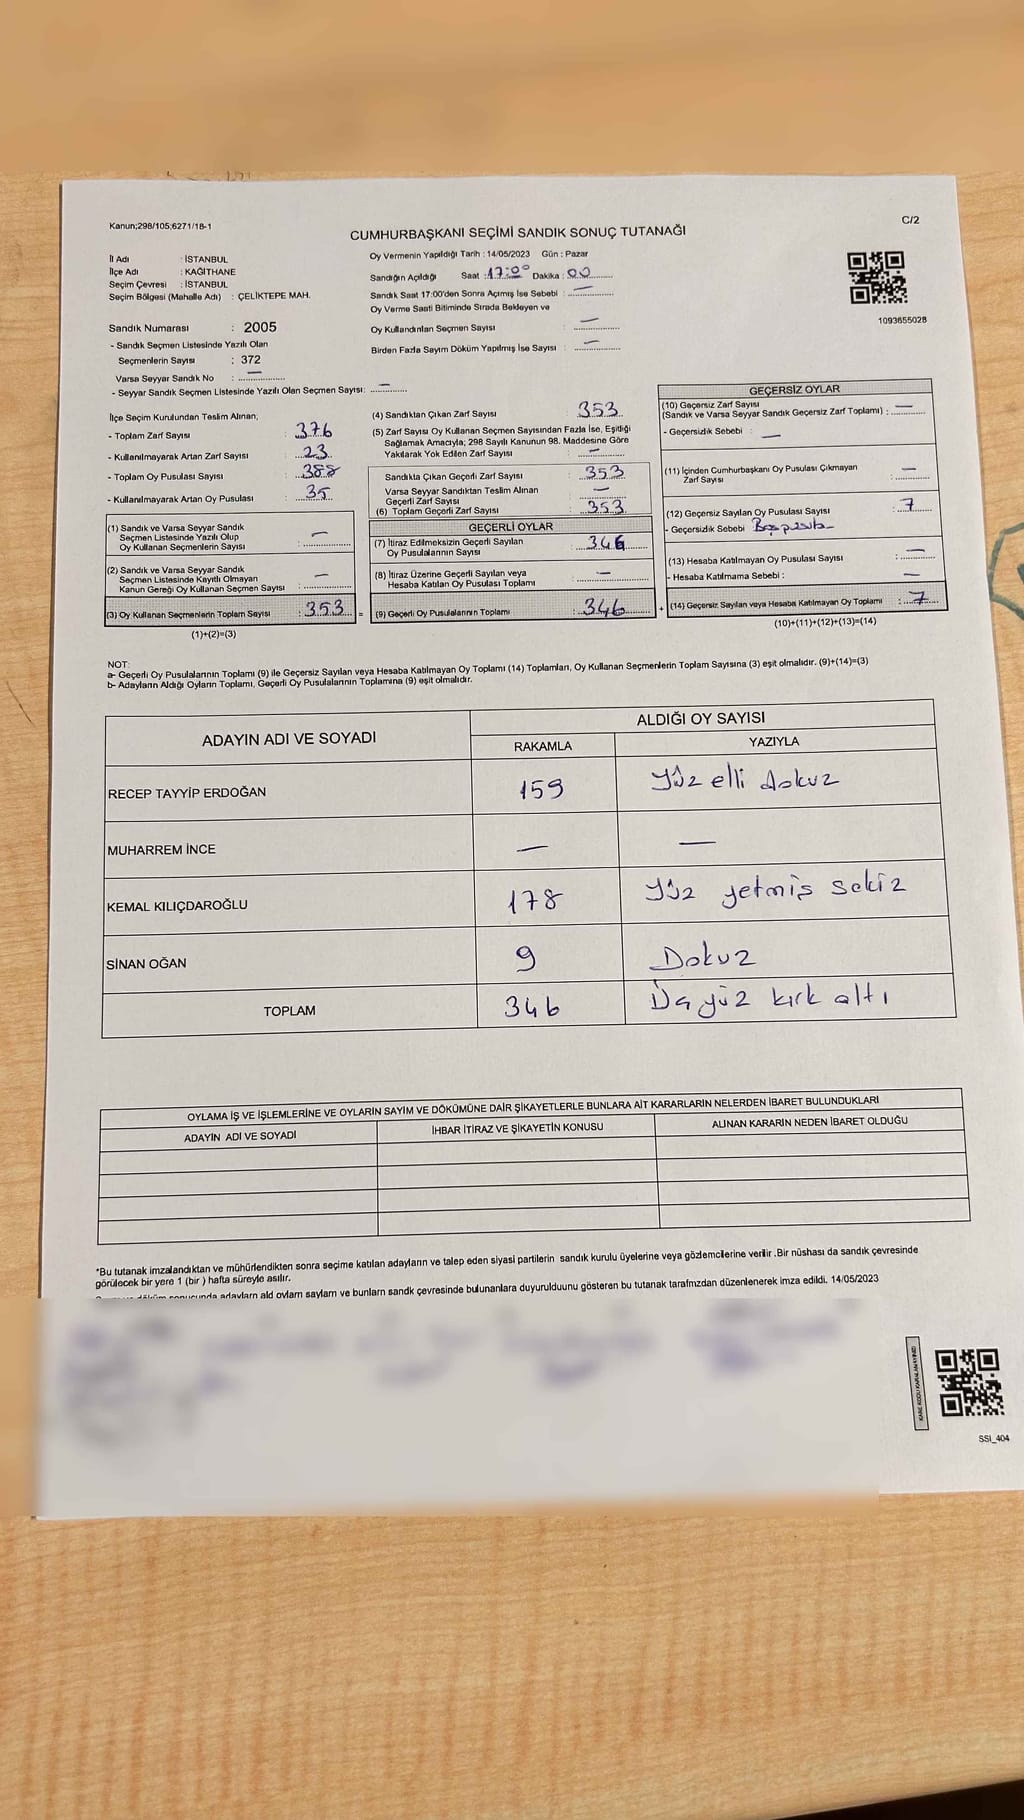 Kanun;298/105;6271/18-1
C/2
CUMHURBAŞKANI SEÇİMİ SANDIK SONUÇ TUTANAĞI
İl Adı : İSTANBUL
İlçe Adı : KAĞITHANE
Seçim Çevresi : İSTANBUL
Seçim Bölgesi (Mahalle Adı) : ÇELİKTEPE MAH.
Sandık Numarası : 2005
- Sandık Seçmen Listesinde Yazılı Olan
Seçmenlerin Sayısı : 372
Varsa Seyyar Sandık No : —
- Seyyar Sandık Seçmen Listesinde Yazılı Olan Seçmen Sayısı: —
Oy Vermenin Yapıldığı Tarih : 14/05/2023 Gün : Pazar
Sandığın Açıldığı Saat : 17:00 Dakika : 00
Sandık Saat 17:00'den Sonra Açımış İse Sebebi : —
Oy Verme Saati Bitiminde Sırada Bekleyen ve
Oy Kullandırılan Seçmen Sayısı : —
Birden Fazla Sayım Döküm Yapılmış İse Sayısı : —
1093655028
İlçe Seçim Kurulundan Teslim Alınan;
- Toplam Zarf Sayısı : 376
- Kullanılmayarak Artan Zarf Sayısı : 23
- Toplam Oy Pusulası Sayısı : 388
- Kullanılmayarak Artan Oy Pusulası : 35
(1) Sandık ve Varsa Seyyar Sandık
Seçmen Listesinde Yazılı Olup
Oy Kullanan Seçmenlerin Sayısı : —
(2) Sandık ve Varsa Seyyar Sandık
Seçmen Listesinde Kayıtlı Olmayan
Kanun Gereği Oy Kullanan Seçmen Sayısı : —
(3) Oy Kullanan Seçmenlerin Toplam Sayısı : 353 =
(1)+(2)=(3)
(4) Sandıktan Çıkan Zarf Sayısı : 353
(5) Zarf Sayısı Oy Kullanan Seçmen Sayısından Fazla İse, Eşitliği
Sağlamak Amacıyla; 298 Sayılı Kanunun 98. Maddesine Göre
Yakılarak Yok Edilen Zarf Sayısı : —
Sandıkta Çıkan Geçerli Zarf Sayısı : 353
Varsa Seyyar Sandıktan Teslim Alınan
Geçerli Zarf Sayısı : —
(6) Toplam Geçerli Zarf Sayısı : 353
GEÇERLİ OYLAR
(7) İtiraz Edilmeksizin Geçerli Sayılan
Oy Pusulalarının Sayısı : 346
(8) İtiraz Üzerine Geçerli Sayılan ve
Hesaba Katılan Oy Pusulası Toplamı : —
(9) Geçerli Oy Pusulalarının Toplamı : 346 +
GEÇERSİZ OYLAR
(10) Geçersiz Zarf Sayısı
(Sandık ve Varsa Seyyar Sandık Geçersiz Zarf Toplamı) : —
- Geçersizlik Sebebi : —
(11) İçinden Cumhurbaşkanı Oy Pusulası Çıkmayan
Zarf Sayısı : —
(12) Geçersiz Sayılan Oy Pusulası Sayısı : 7
- Geçersizlik Sebebi
(13) Hesaba Katılmayan Oy Pusulası Sayısı : —
- Hesaba Katılmama Sebebi : —
(14) Geçersiz Sayılan veya Hesaba Katılmayan Oy Toplamı : 7
(10)+(11)+(12)+(13)=(14)
NOT:
a- Geçerli Oy Pusulalarının Toplamı (9) ile Geçersiz Sayılan veya Hesaba Katılmayan Oy Toplamı (14) Toplamları, Oy Kullanan Seçmenlerin Toplam Sayısına (3) eşit olmalıdır. (9)+(14)=(3)
b- Adayların Aldığı Oyların Toplamı, Geçerli Oy Pusulalarının Toplamına (9) eşit olmalıdır.
ADAYIN ADI VE SOYADI
ALDIĞI OY SAYISI
RAKAMLA YAZIYLA
RECEP TAYYİP ERDOĞAN 159 Yüz elli dokuz
MUHARREM İNCE — —
KEMAL KILIÇDAROĞLU 178 Yüz yetmiş sekiz
SİNAN OĞAN 9 Dokuz
TOPLAM 346 Üçyüz kırk altı
OYLAMA İŞ VE İŞLEMLERİNE VE OYLARIN SAYIM VE DÖKÜMÜNE DAİR ŞİKAYETLERLE BUNLARA AİT KARARLARIN NELERDEN İBARET BULUNDUKLARI
ADAYIN ADI VE SOYADI İHBAR İTİRAZ VE ŞİKAYETİN KONUSU ALINAN KARARIN NEDEN İBARET OLDUĞU
*Bu tutanak imzalandıktan ve mühürlendikten sonra seçime katılan adayların ve talep eden siyasi partilerin sandık kurulu üyelerine veya gözlemcilerine verilir .Bir nüshası da sandık çevresinde
görülecek bir yere 1 (bir ) hafta süreyle asılır.
adayların ald oyların sayların ve bunların sandk çevresinde bulunanlara duyurulduunu gösteren bu tutanak tarafmzdan düzenlenerek imza edildi. 14/05/2023
SSI_404